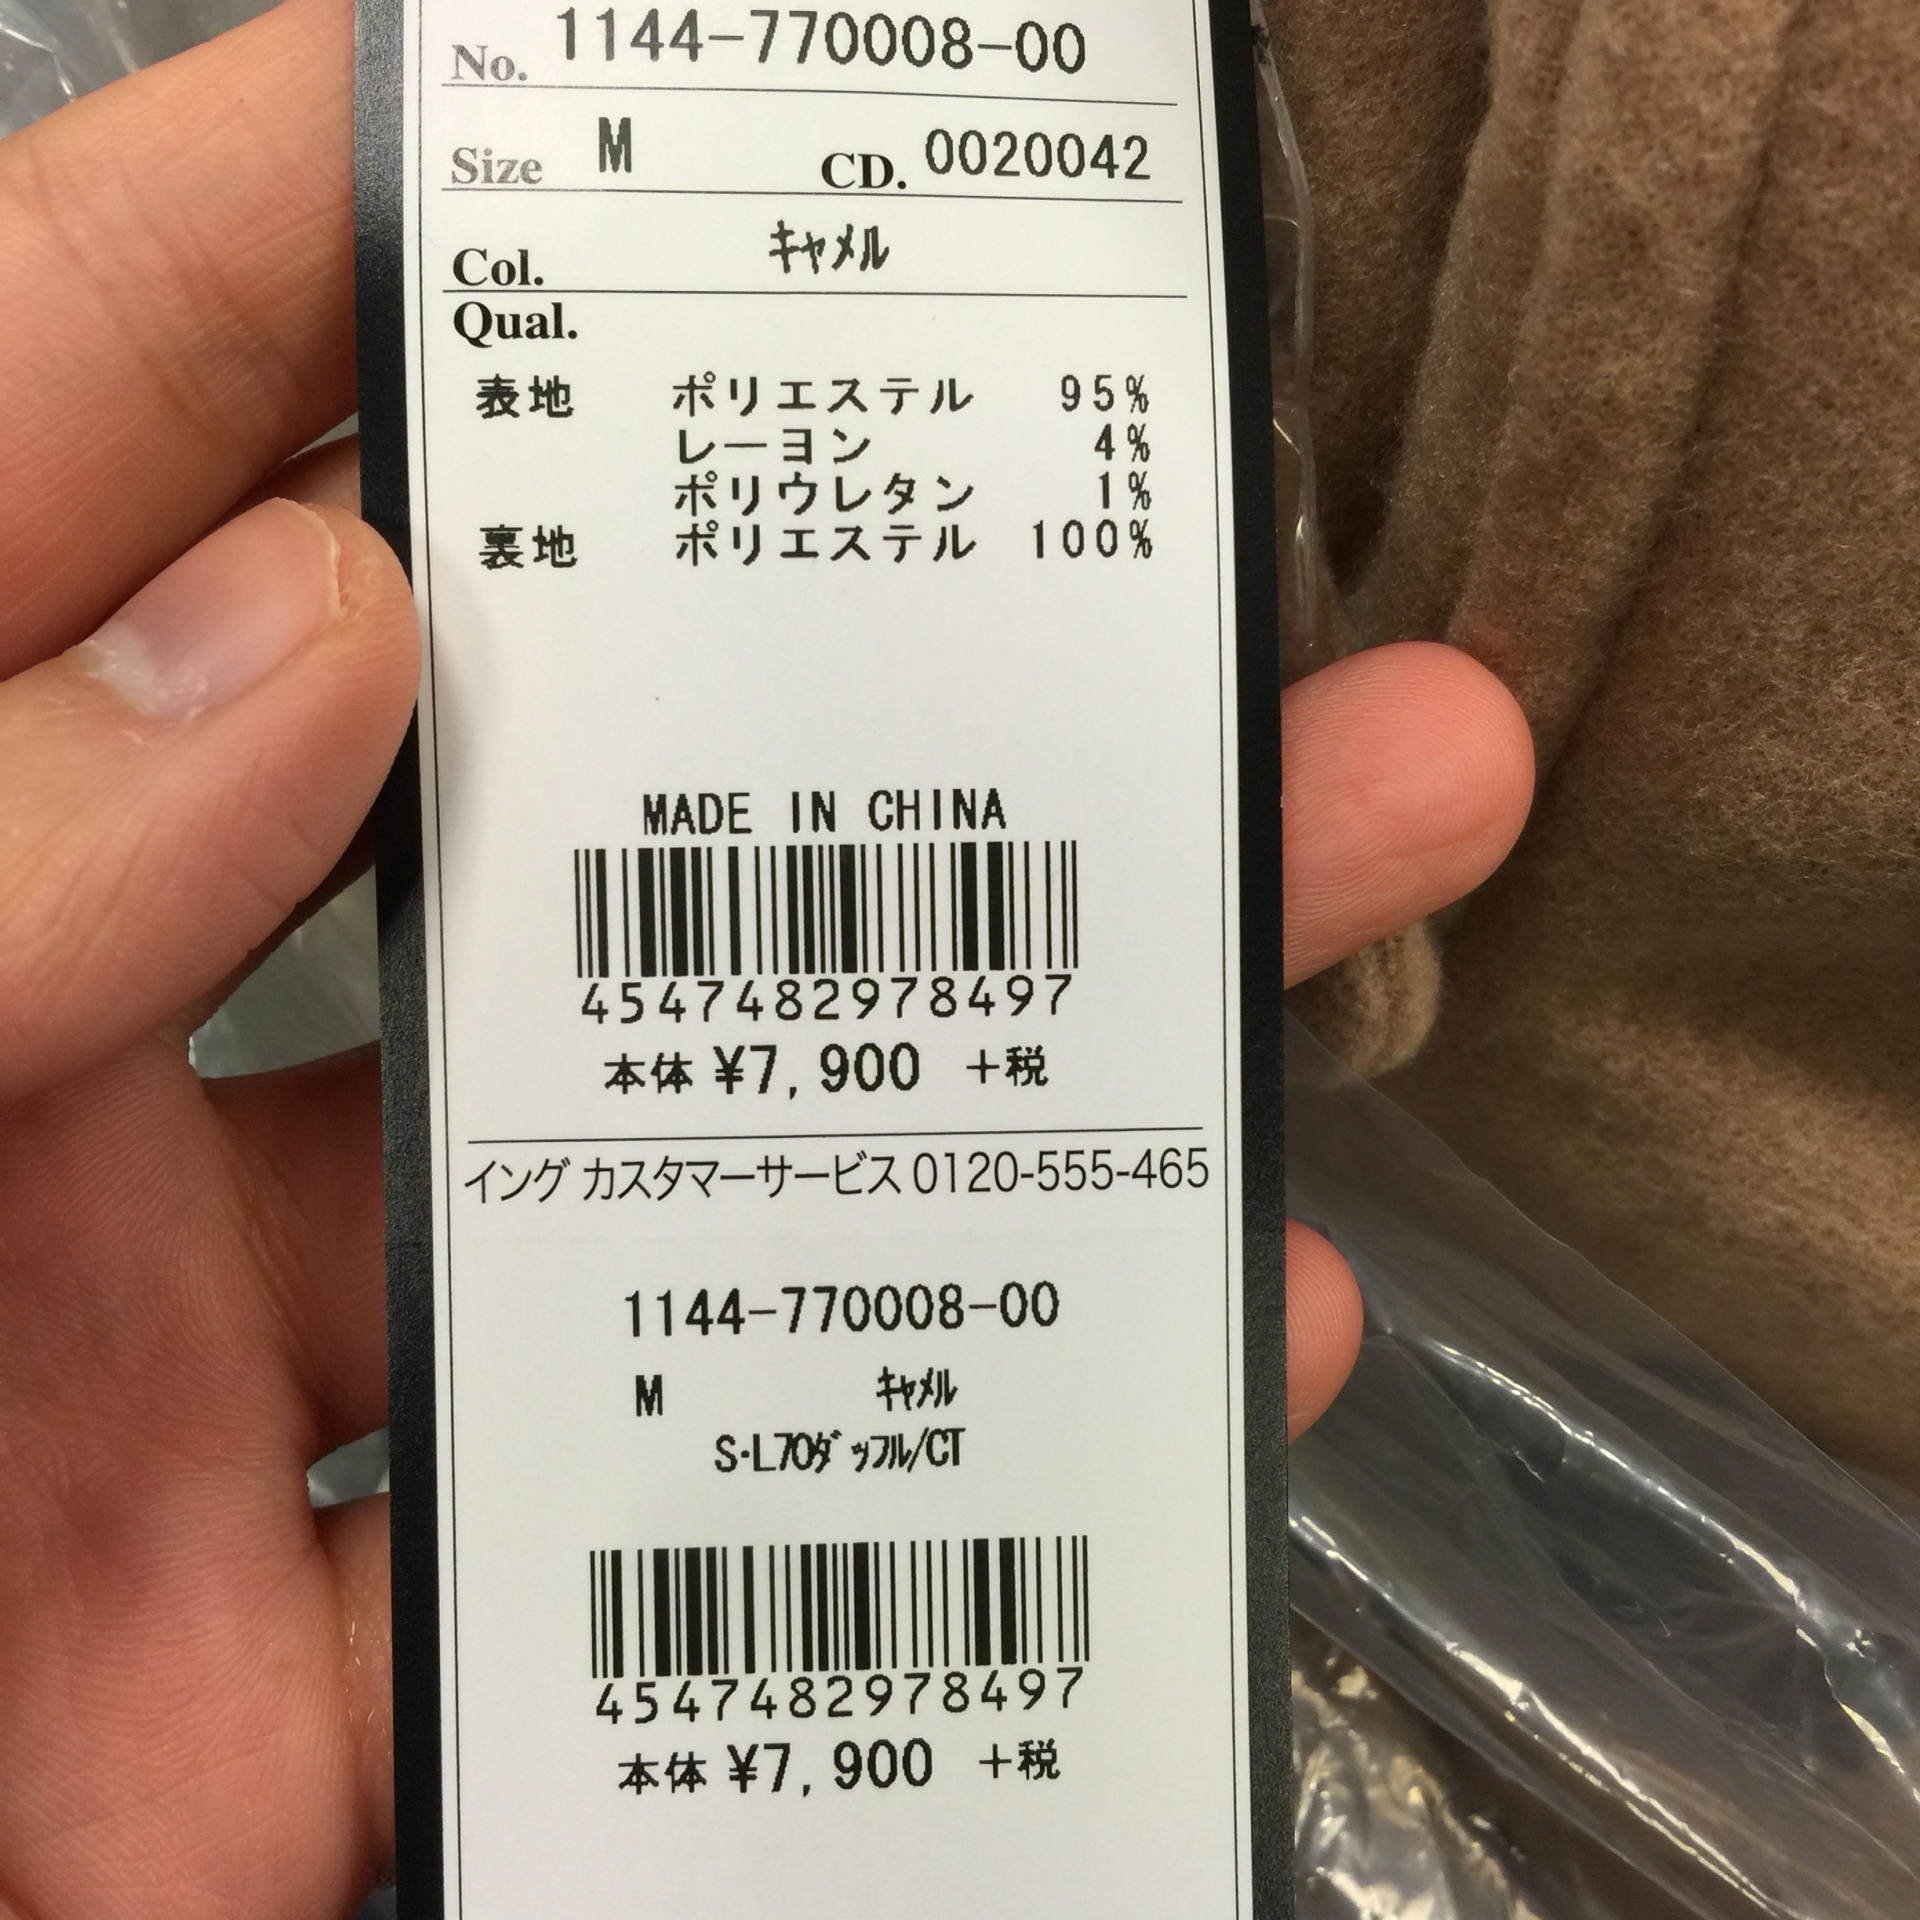 No. 1144-770008-00
Size M CD. 0020042
Col. ｷｬﾒﾙ
Qual.
表地 ポリエステル 95%
レーヨン 4%
ポリウレタン 1%
裏地 ポリエステル 100%
MADE IN CHINA
4547482978497
本体 ¥7,900 +税
イング カスタマーサービス 0120-555-465
1144-770008-00
M ｷｬﾒﾙ
S･L70ﾀﾞｯﾌﾙ/CT
4547482978497
本体 ¥7,900 +税